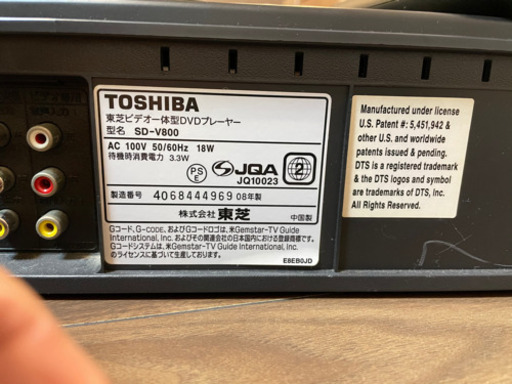 TOSHIBA
東芝ビデオ一体型DVDプレーヤー
型名 SD-V800
AC 100V 50/60Hz 18W
待機時消費電力 3.3W
PS
E
JQA
JQ10023
2
製造番号 4068444969 08年製
株式会社 東芝 中国製
Gコード、G-CODE、およびGコードロゴは、米Gemstar-TV Guide
International, Inc. およびその関連会社の日本国内における登録商標です。
Gコードシステムは、米Gemstar-TV Guide International, Inc. の
ライセンスに基づいて生産しております。
E8EB0JD
Manufactured under license
U.S. Patent #: 5,451,942 &
other U.S. and worldwide
patents issued & pending.
DTS is a registered trademark
& the DTS logos and symbol
are trademarks of DTS, Inc.
All Rights Reserved.